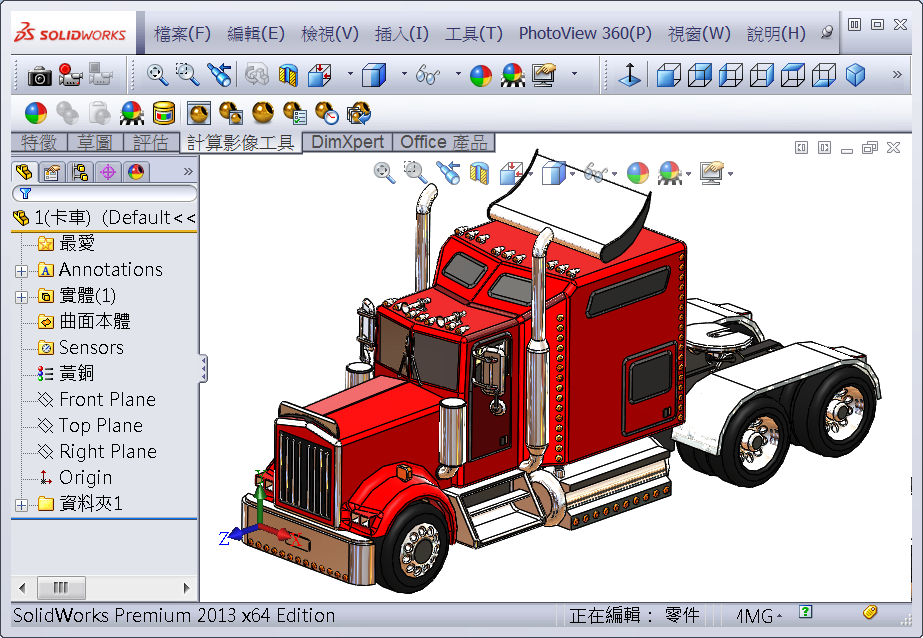 SOLIDWORKS 檔案(F) 編輯(E) 檢視(V) 插入(I) 工具(T) PhotoView 360(P) 視窗(W) 說明(H)
特徵 草圖 評估 計算影像工具 DimXpert Office 產品
1(卡車) (Default<<
最愛
Annotations
實體(1)
曲面本體
Sensors
黃銅
Front Plane
Top Plane
Right Plane
Origin
資料夾1
Y
Z X
SolidWorks Premium 2013 x64 Edition 正在編輯： 零件 4MG